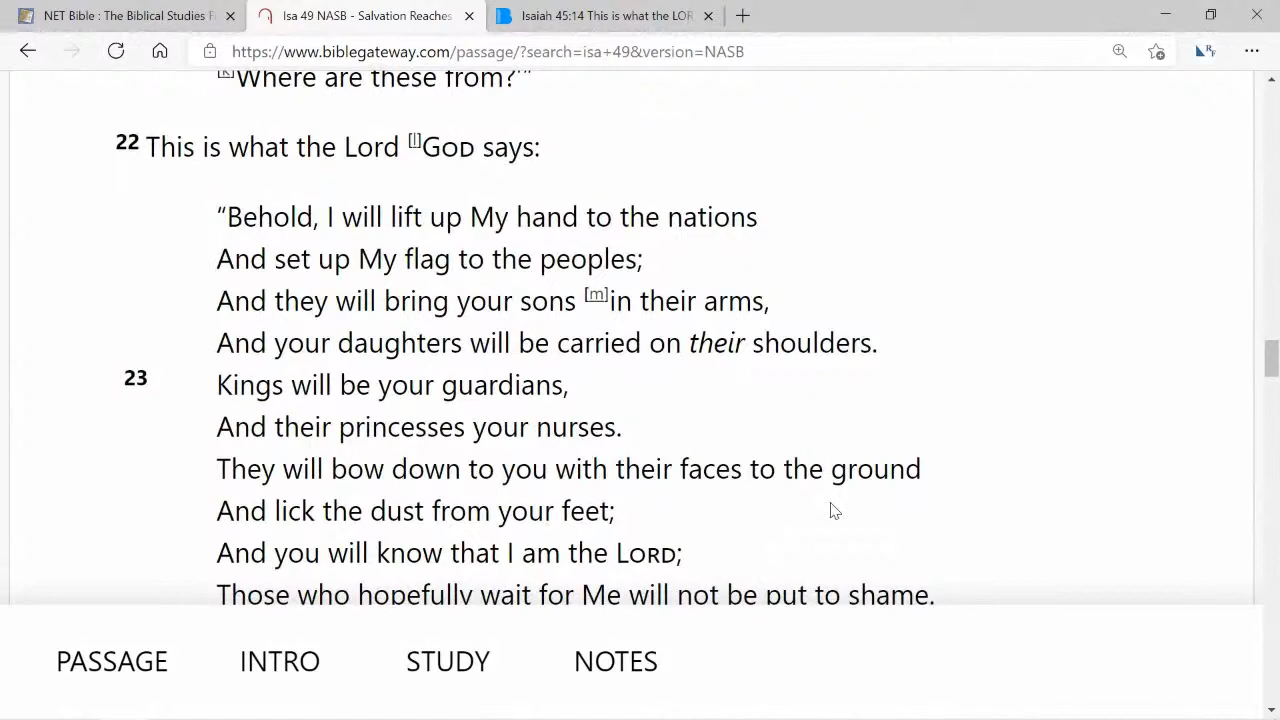 NET Bible : The Biblical Studies F
Isa 49 NASB - Salvation Reaches
Isaiah 45:14 This is what the LOR
https://www.biblegateway.com/passage/?search=isa+49&version=NASB
[k]Where are these from?’”
22 This is what the Lord [l]GOD says:
“Behold, I will lift up My hand to the nations
And set up My flag to the peoples;
And they will bring your sons [m]in their arms,
And your daughters will be carried on their shoulders.
23 Kings will be your guardians,
And their princesses your nurses.
They will bow down to you with their faces to the ground
And lick the dust from your feet;
And you will know that I am the LORD;
Those who hopefully wait for Me will not be put to shame.
PASSAGE INTRO STUDY NOTES